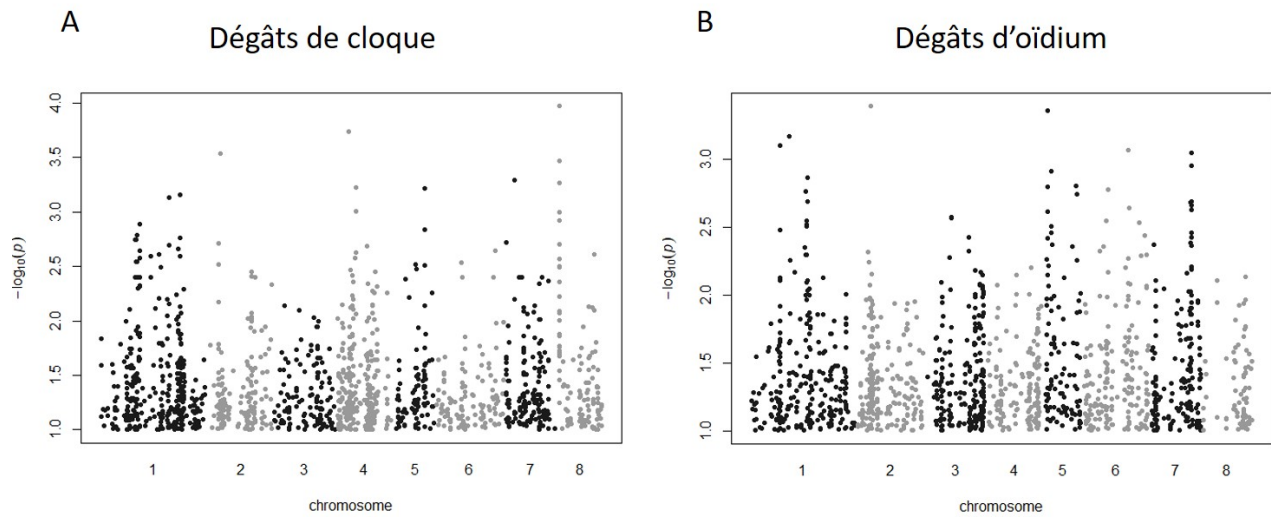 A
Dégâts de cloque
−log10(p)
4.0
3.5
3.0
2.5
2.0
1.5
1.0
1 2 3 4 5 6 7 8
chromosome
B
Dégâts d’oïdium
−log10(p)
3.0
2.5
2.0
1.5
1.0
1 2 3 4 5 6 7 8
chromosome